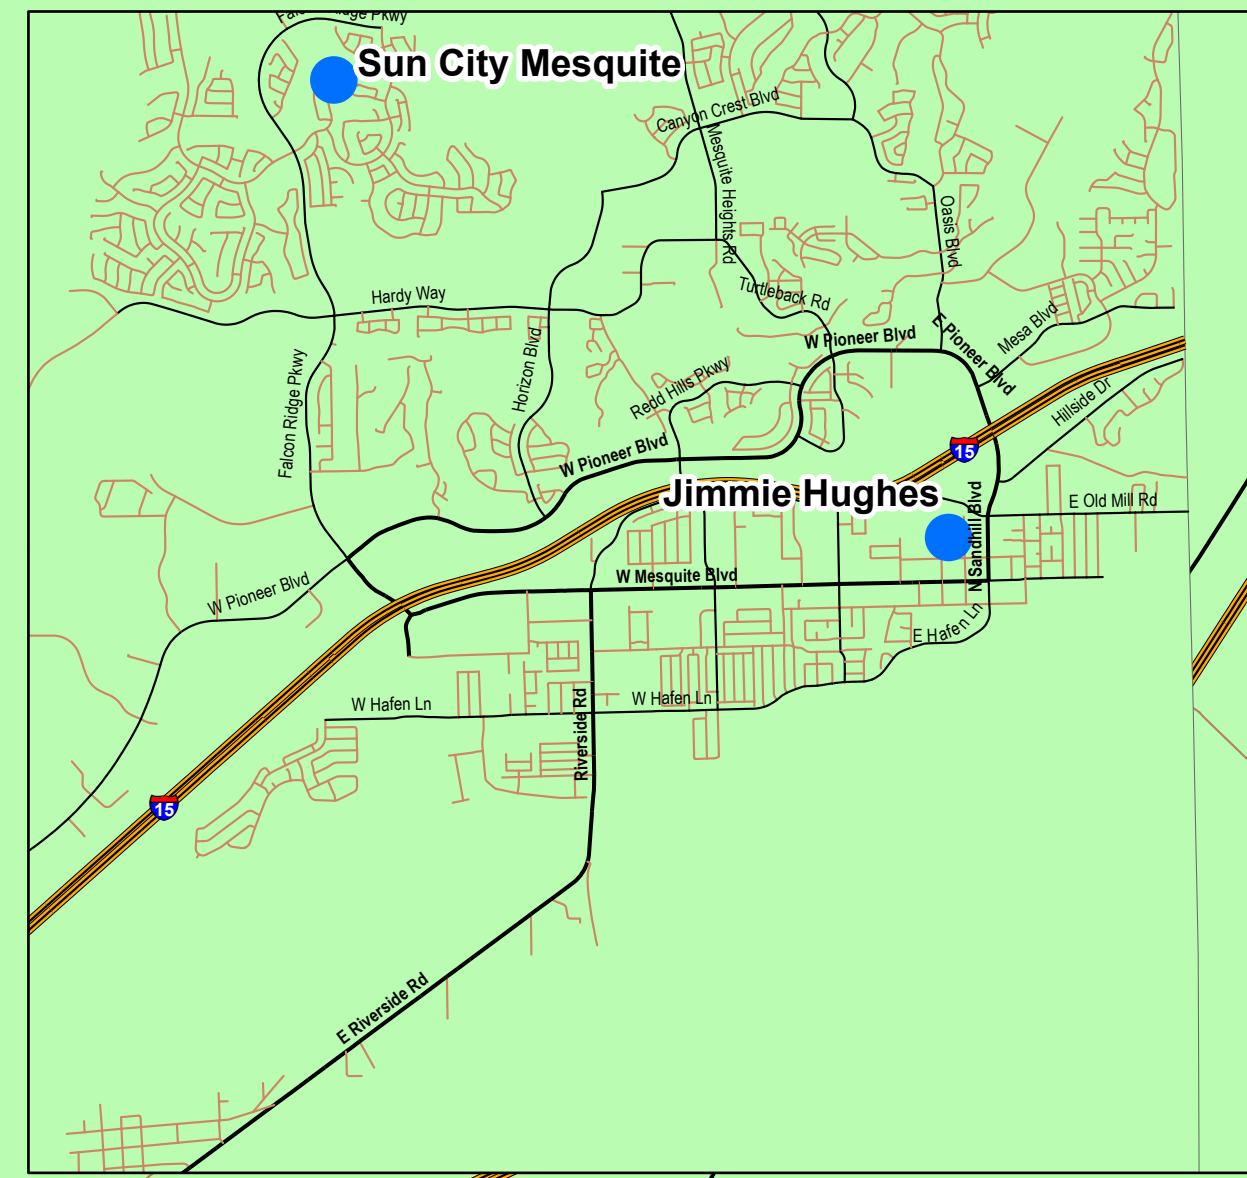 Pkwy
Sun City Mesquite
Canyon Crest Blvd
Mesquite Heights Rd
Oasis Blvd
Hardy Way
Turtleback Rd
W Pioneer Blvd
E Pioneer Blvd
Mesa Blvd
Horizon Blvd
Falcon Ridge Pkwy
Redd Hills Pkwy
Hillside Dr
W Pioneer Blvd
15
Jimmie Hughes
E Old Mill Rd
N Sandhill Blvd
W Mesquite Blvd
W Pioneer Blvd
E Hafen Ln
W Hafen Ln
W Hafen Ln
Riverside Rd
15
E Riverside Rd